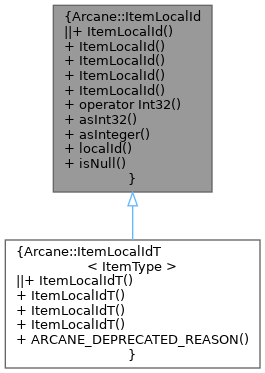 {Arcane::ItemLocalId
||+ ItemLocalId()
+ ItemLocalId()
+ ItemLocalId()
+ ItemLocalId()
+ ItemLocalId()
+ operator Int32()
+ asInt32()
+ asInteger()
+ localId()
+ isNull()
}
{Arcane::ItemLocalIdT
< ItemType >
||+ ItemLocalIdT()
+ ItemLocalIdT()
+ ItemLocalIdT()
+ ItemLocalIdT()
+ ARCANE_DEPRECATED_REASON()
}